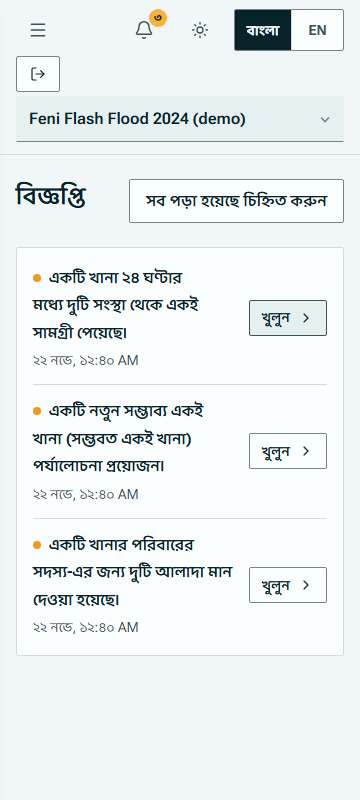 ৩
বাংলা
EN
Feni Flash Flood 2024 (demo)
বিজ্ঞপ্তি
সব পড়া হয়েছে চিহ্নিত করুন
একটি খানা ২৪ ঘণ্টার
মধ্যে দুটি সংস্থা থেকে একই
সামগ্রী পেয়েছে।
২২ নভে, ১২:৪০ AM
খুলুন
একটি নতুন সম্ভাব্য একই
খানা (সম্ভবত একই খানা)
পর্যালোচনা প্রয়োজন।
২২ নভে, ১২:৪০ AM
খুলুন
একটি খানার পরিবারের
সদস্য-এর জন্য দুটি আলাদা মান
দেওয়া হয়েছে।
২২ নভে, ১২:৪০ AM
খুলুন